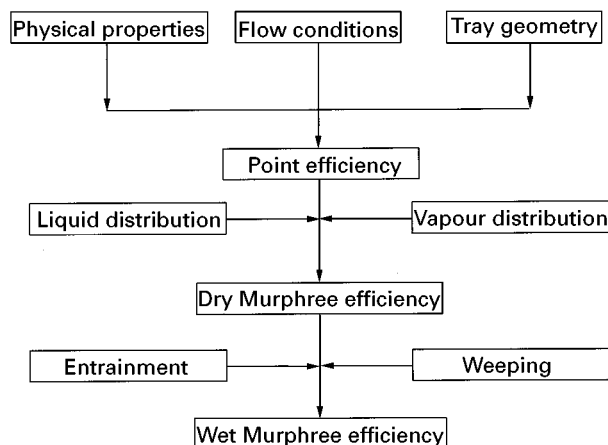 Physical properties
Flow conditions
Tray geometry
Point efficiency
Liquid distribution
Vapour distribution
Dry Murphree efficiency
Entrainment
Weeping
Wet Murphree efficiency